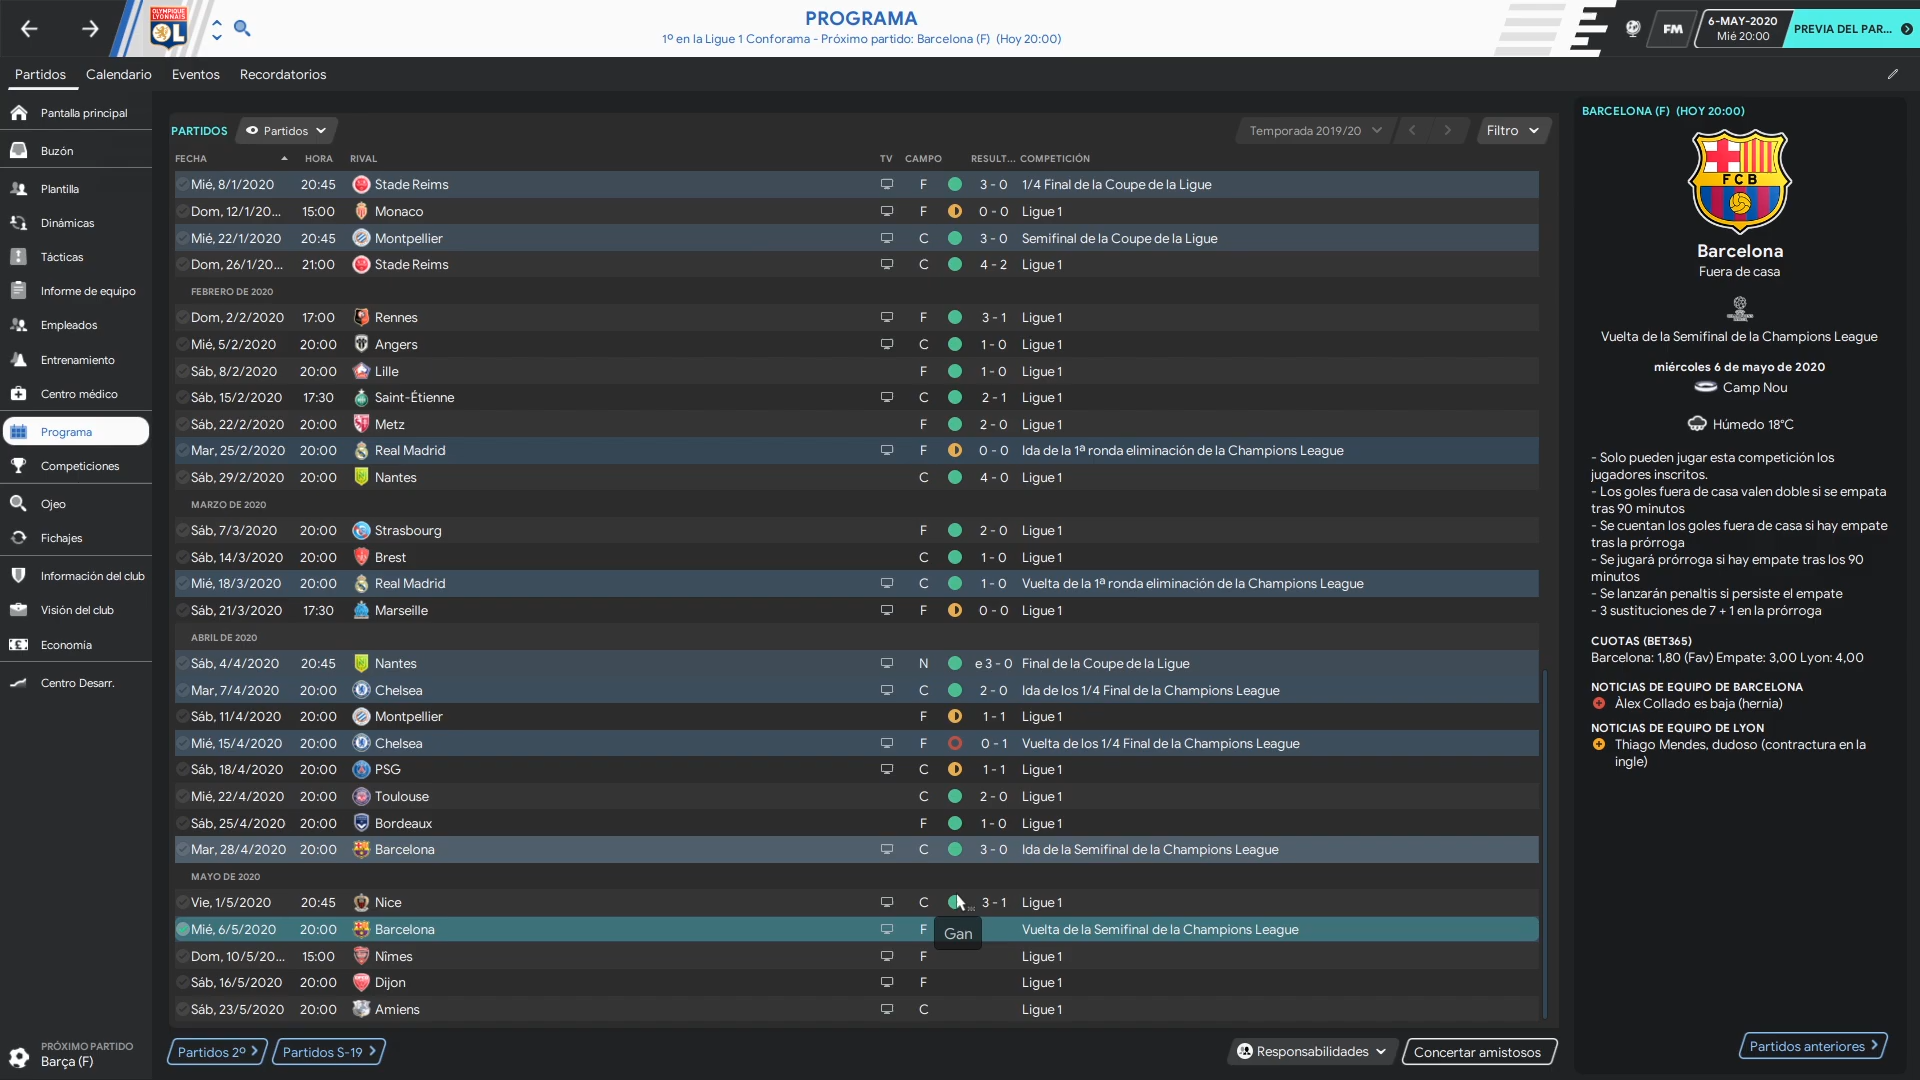 OLYMPIQUE LYONNAIS
OL
PROGRAMA
1º en la Ligue 1 Conforama - Próximo partido: Barcelona (F) (Hoy 20:00)
FM
6-MAY-2020
Mié 20:00
PREVIA DEL PAR...
Partidos
Calendario
Eventos
Recordatorios
Pantalla principal
Buzón
Plantilla
Dinámicas
Tácticas
Informe de equipo
Empleados
Entrenamiento
Centro médico
Programa
Competiciones
Ojeo
Fichajes
Información del club
Visión del club
Economía
Centro Desarr.
PRÓXIMO PARTIDO
Barça (F)
PARTIDOS
Partidos
Temporada 2019/20
Filtro
FECHA HORA RIVAL TV CAMPO RESULT... COMPETICIÓN
Mié, 8/1/2020 20:45 Stade Reims F 3 - 0 1/4 Final de la Coupe de la Ligue
Dom, 12/1/20... 15:00 Monaco F 0 - 0 Ligue 1
Mié, 22/1/2020 20:45 Montpellier C 3 - 0 Semifinal de la Coupe de la Ligue
Dom, 26/1/20... 21:00 Stade Reims C 4 - 2 Ligue 1
FEBRERO DE 2020
Dom, 2/2/2020 17:00 Rennes F 3 - 1 Ligue 1
Mié, 5/2/2020 20:00 Angers C 1 - 0 Ligue 1
Sáb, 8/2/2020 20:00 Lille F 1 - 0 Ligue 1
Sáb, 15/2/2020 17:30 Saint-Étienne C 2 - 1 Ligue 1
Sáb, 22/2/2020 20:00 Metz F 2 - 0 Ligue 1
Mar, 25/2/2020 20:00 Real Madrid F 0 - 0 Ida de la 1ª ronda eliminación de la Champions League
Sáb, 29/2/2020 20:00 Nantes C 4 - 0 Ligue 1
MARZO DE 2020
Sáb, 7/3/2020 20:00 Strasbourg F 2 - 0 Ligue 1
Sáb, 14/3/2020 20:00 Brest C 1 - 0 Ligue 1
Mié, 18/3/2020 20:00 Real Madrid C 1 - 0 Vuelta de la 1ª ronda eliminación de la Champions League
Sáb, 21/3/2020 17:30 Marseille F 0 - 0 Ligue 1
ABRIL DE 2020
Sáb, 4/4/2020 20:45 Nantes N e 3 - 0 Final de la Coupe de la Ligue
Mar, 7/4/2020 20:00 Chelsea C 2 - 0 Ida de los 1/4 Final de la Champions League
Sáb, 11/4/2020 20:00 Montpellier F 1 - 1 Ligue 1
Mié, 15/4/2020 20:00 Chelsea F 0 - 1 Vuelta de los 1/4 Final de la Champions League
Sáb, 18/4/2020 20:00 PSG C 1 - 1 Ligue 1
Mié, 22/4/2020 20:00 Toulouse C 2 - 0 Ligue 1
Sáb, 25/4/2020 20:00 Bordeaux F 1 - 0 Ligue 1
Mar, 28/4/2020 20:00 Barcelona C 3 - 0 Ida de la Semifinal de la Champions League
MAYO DE 2020
Vie, 1/5/2020 20:45 Nice C 3 - 1 Ligue 1
Mié, 6/5/2020 20:00 Barcelona F Vuelta de la Semifinal de la Champions League
Gan
Dom, 10/5/20... 15:00 Nîmes F Ligue 1
Sáb, 16/5/2020 20:00 Dijon F Ligue 1
Sáb, 23/5/2020 20:00 Amiens C Ligue 1
Partidos 2º
Partidos S-19
Responsabilidades
Concertar amistosos
BARCELONA (F) (HOY 20:00)
FCB
Barcelona
Fuera de casa
Vuelta de la Semifinal de la Champions League
miércoles 6 de mayo de 2020
Camp Nou
Húmedo 18°C
- Solo pueden jugar esta competición los
jugadores inscritos.
- Los goles fuera de casa valen doble si se empata
tras 90 minutos
- Se cuentan los goles fuera de casa si hay empate
tras la prórroga
- Se jugará prórroga si hay empate tras los 90
minutos
- Se lanzarán penaltis si persiste el empate
- 3 sustituciones de 7 + 1 en la prórroga
CUOTAS (BET365)
Barcelona: 1,80 (Fav) Empate: 3,00 Lyon: 4,00
NOTICIAS DE EQUIPO DE BARCELONA
Àlex Collado es baja (hernia)
NOTICIAS DE EQUIPO DE LYON
Thiago Mendes, dudoso (contractura en la
ingle)
Partidos anteriores